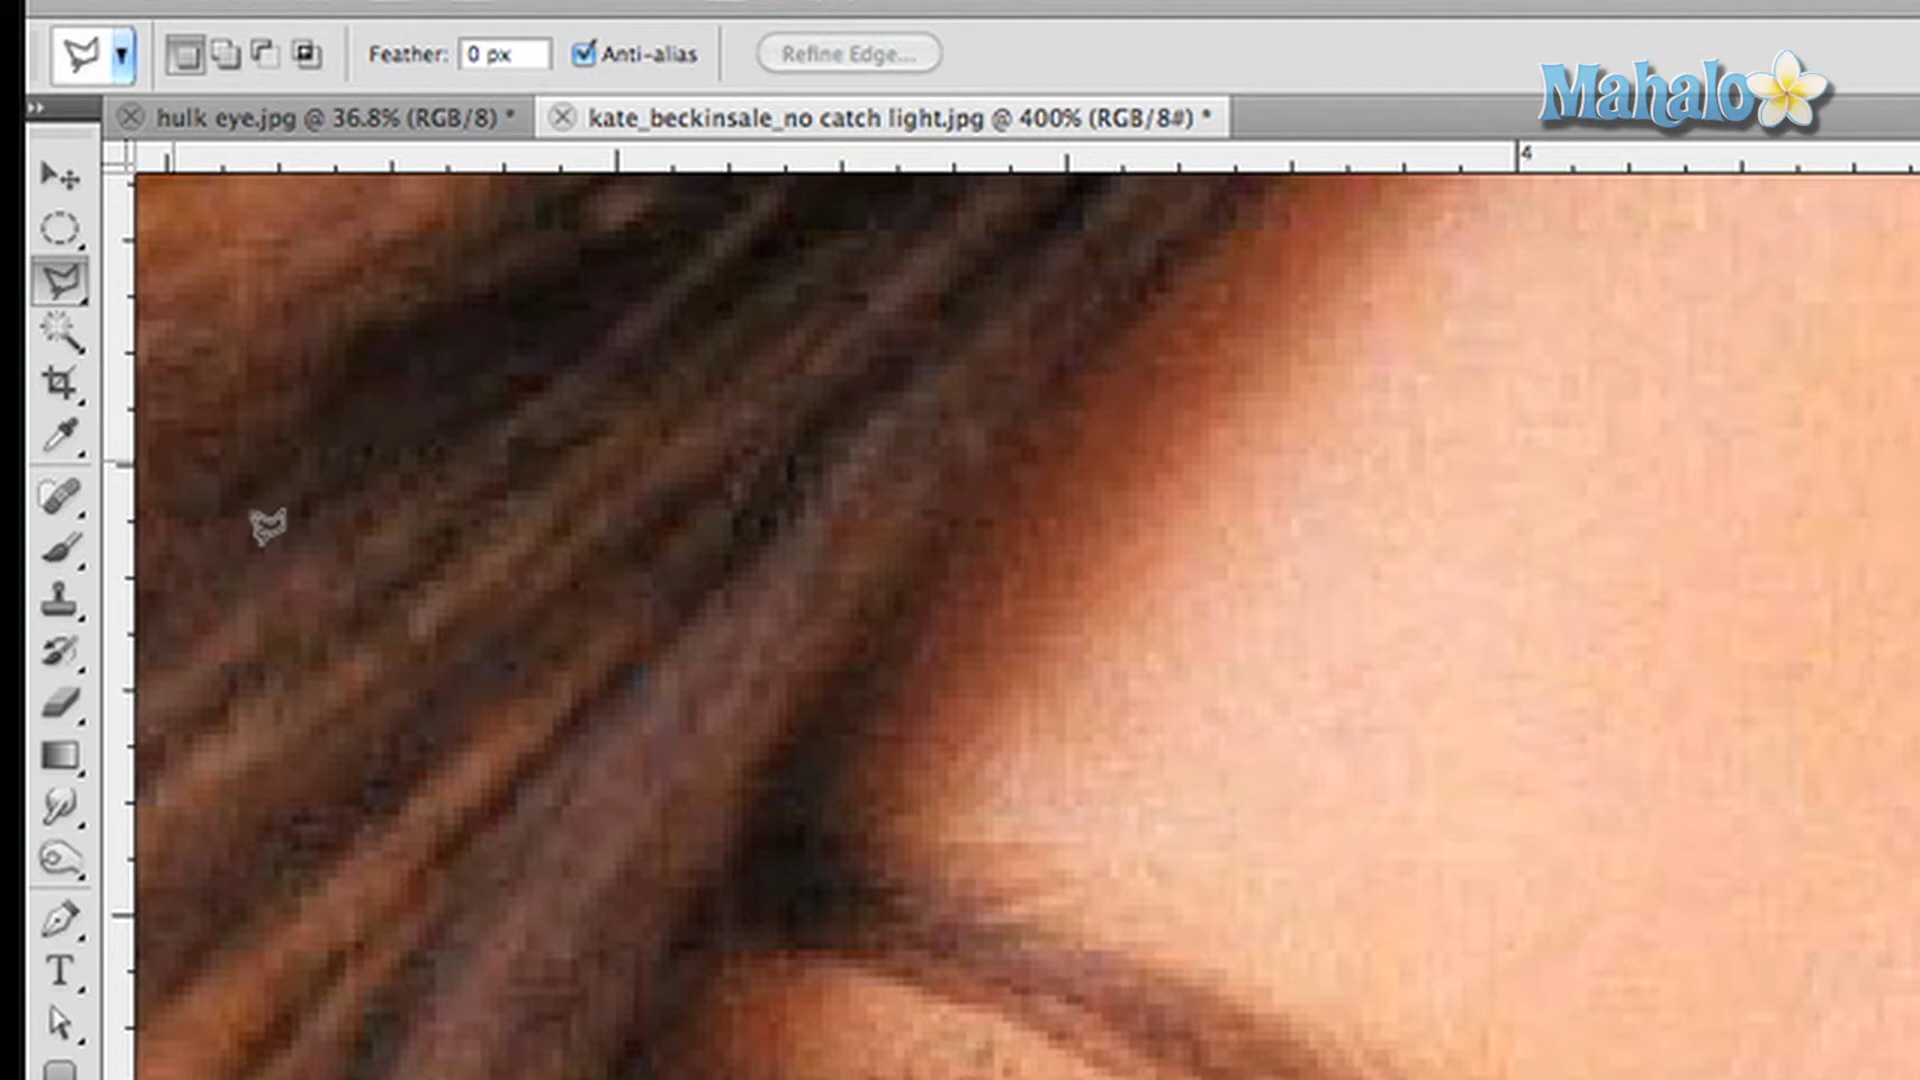 Feather: 0 px Anti-alias Refine Edge...
Mahalo
hulk eye.jpg @ 36.8% (RGB/8) * kate_beckinsale_no catch light.jpg @ 400% (RGB/8#) *
4
T